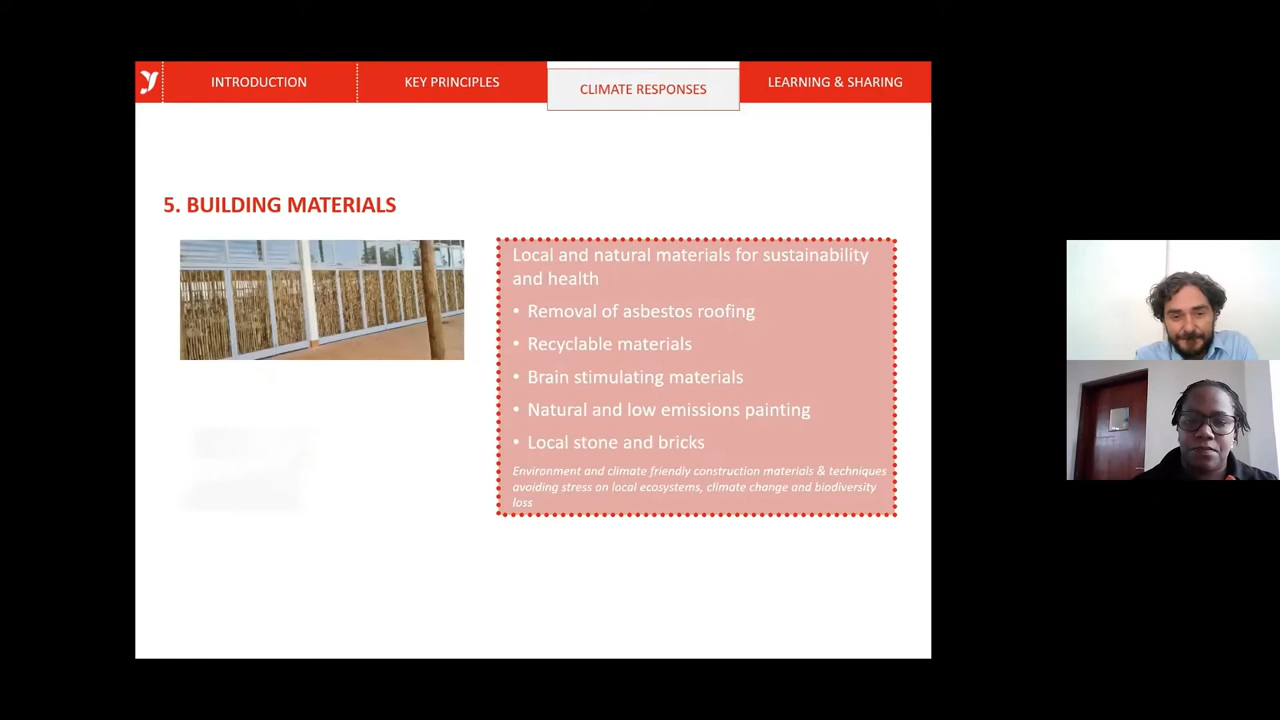 INTRODUCTION
KEY PRINCIPLES
CLIMATE RESPONSES
LEARNING & SHARING
5. BUILDING MATERIALS
Local and natural materials for sustainability
and health
• Removal of asbestos roofing
• Recyclable materials
• Brain stimulating materials
• Natural and low emissions painting
• Local stone and bricks
Environment and climate friendly construction materials & techniques
avoiding stress on local ecosystems, climate change and biodiversity
loss